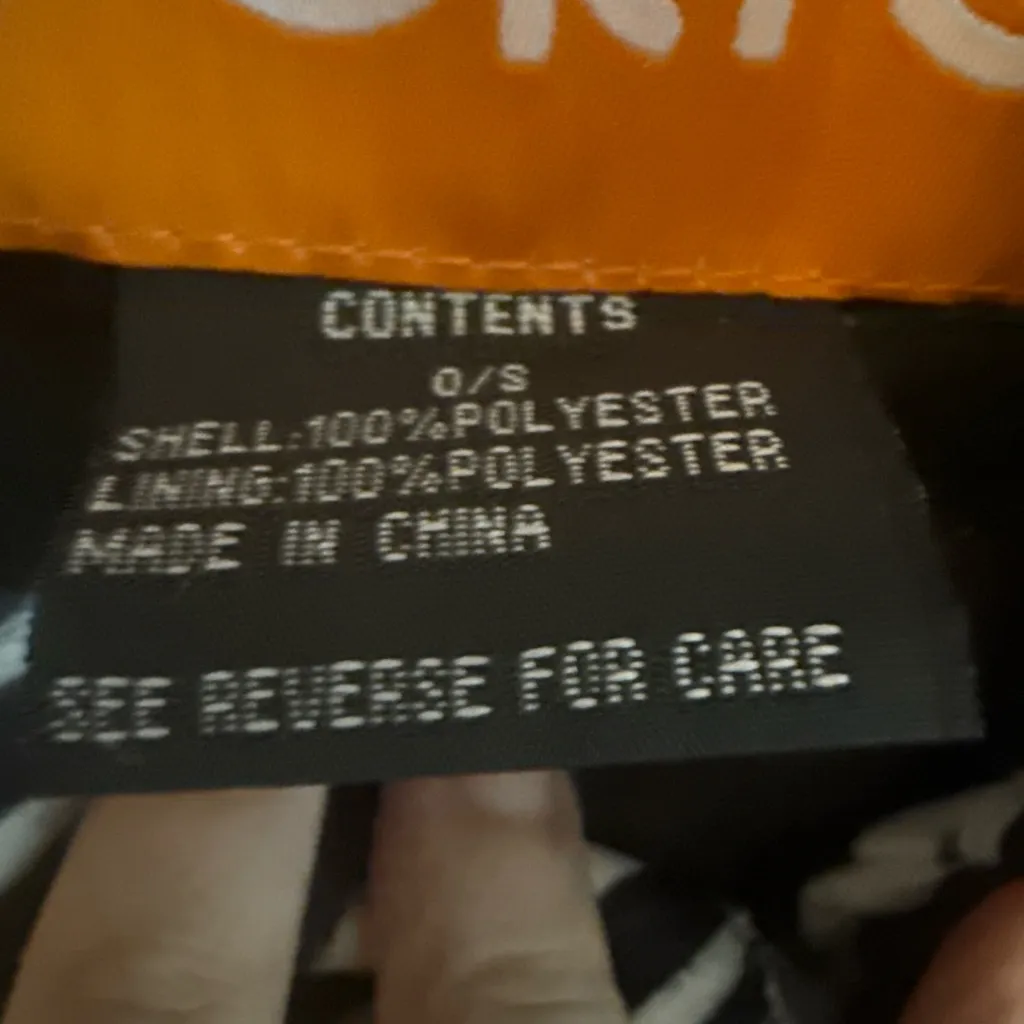 CONTENTS
O/S
SHELL:100%POLYESTER
LINING:100%POLYESTER
MADE IN CHINA
SEE REVERSE FOR CARE